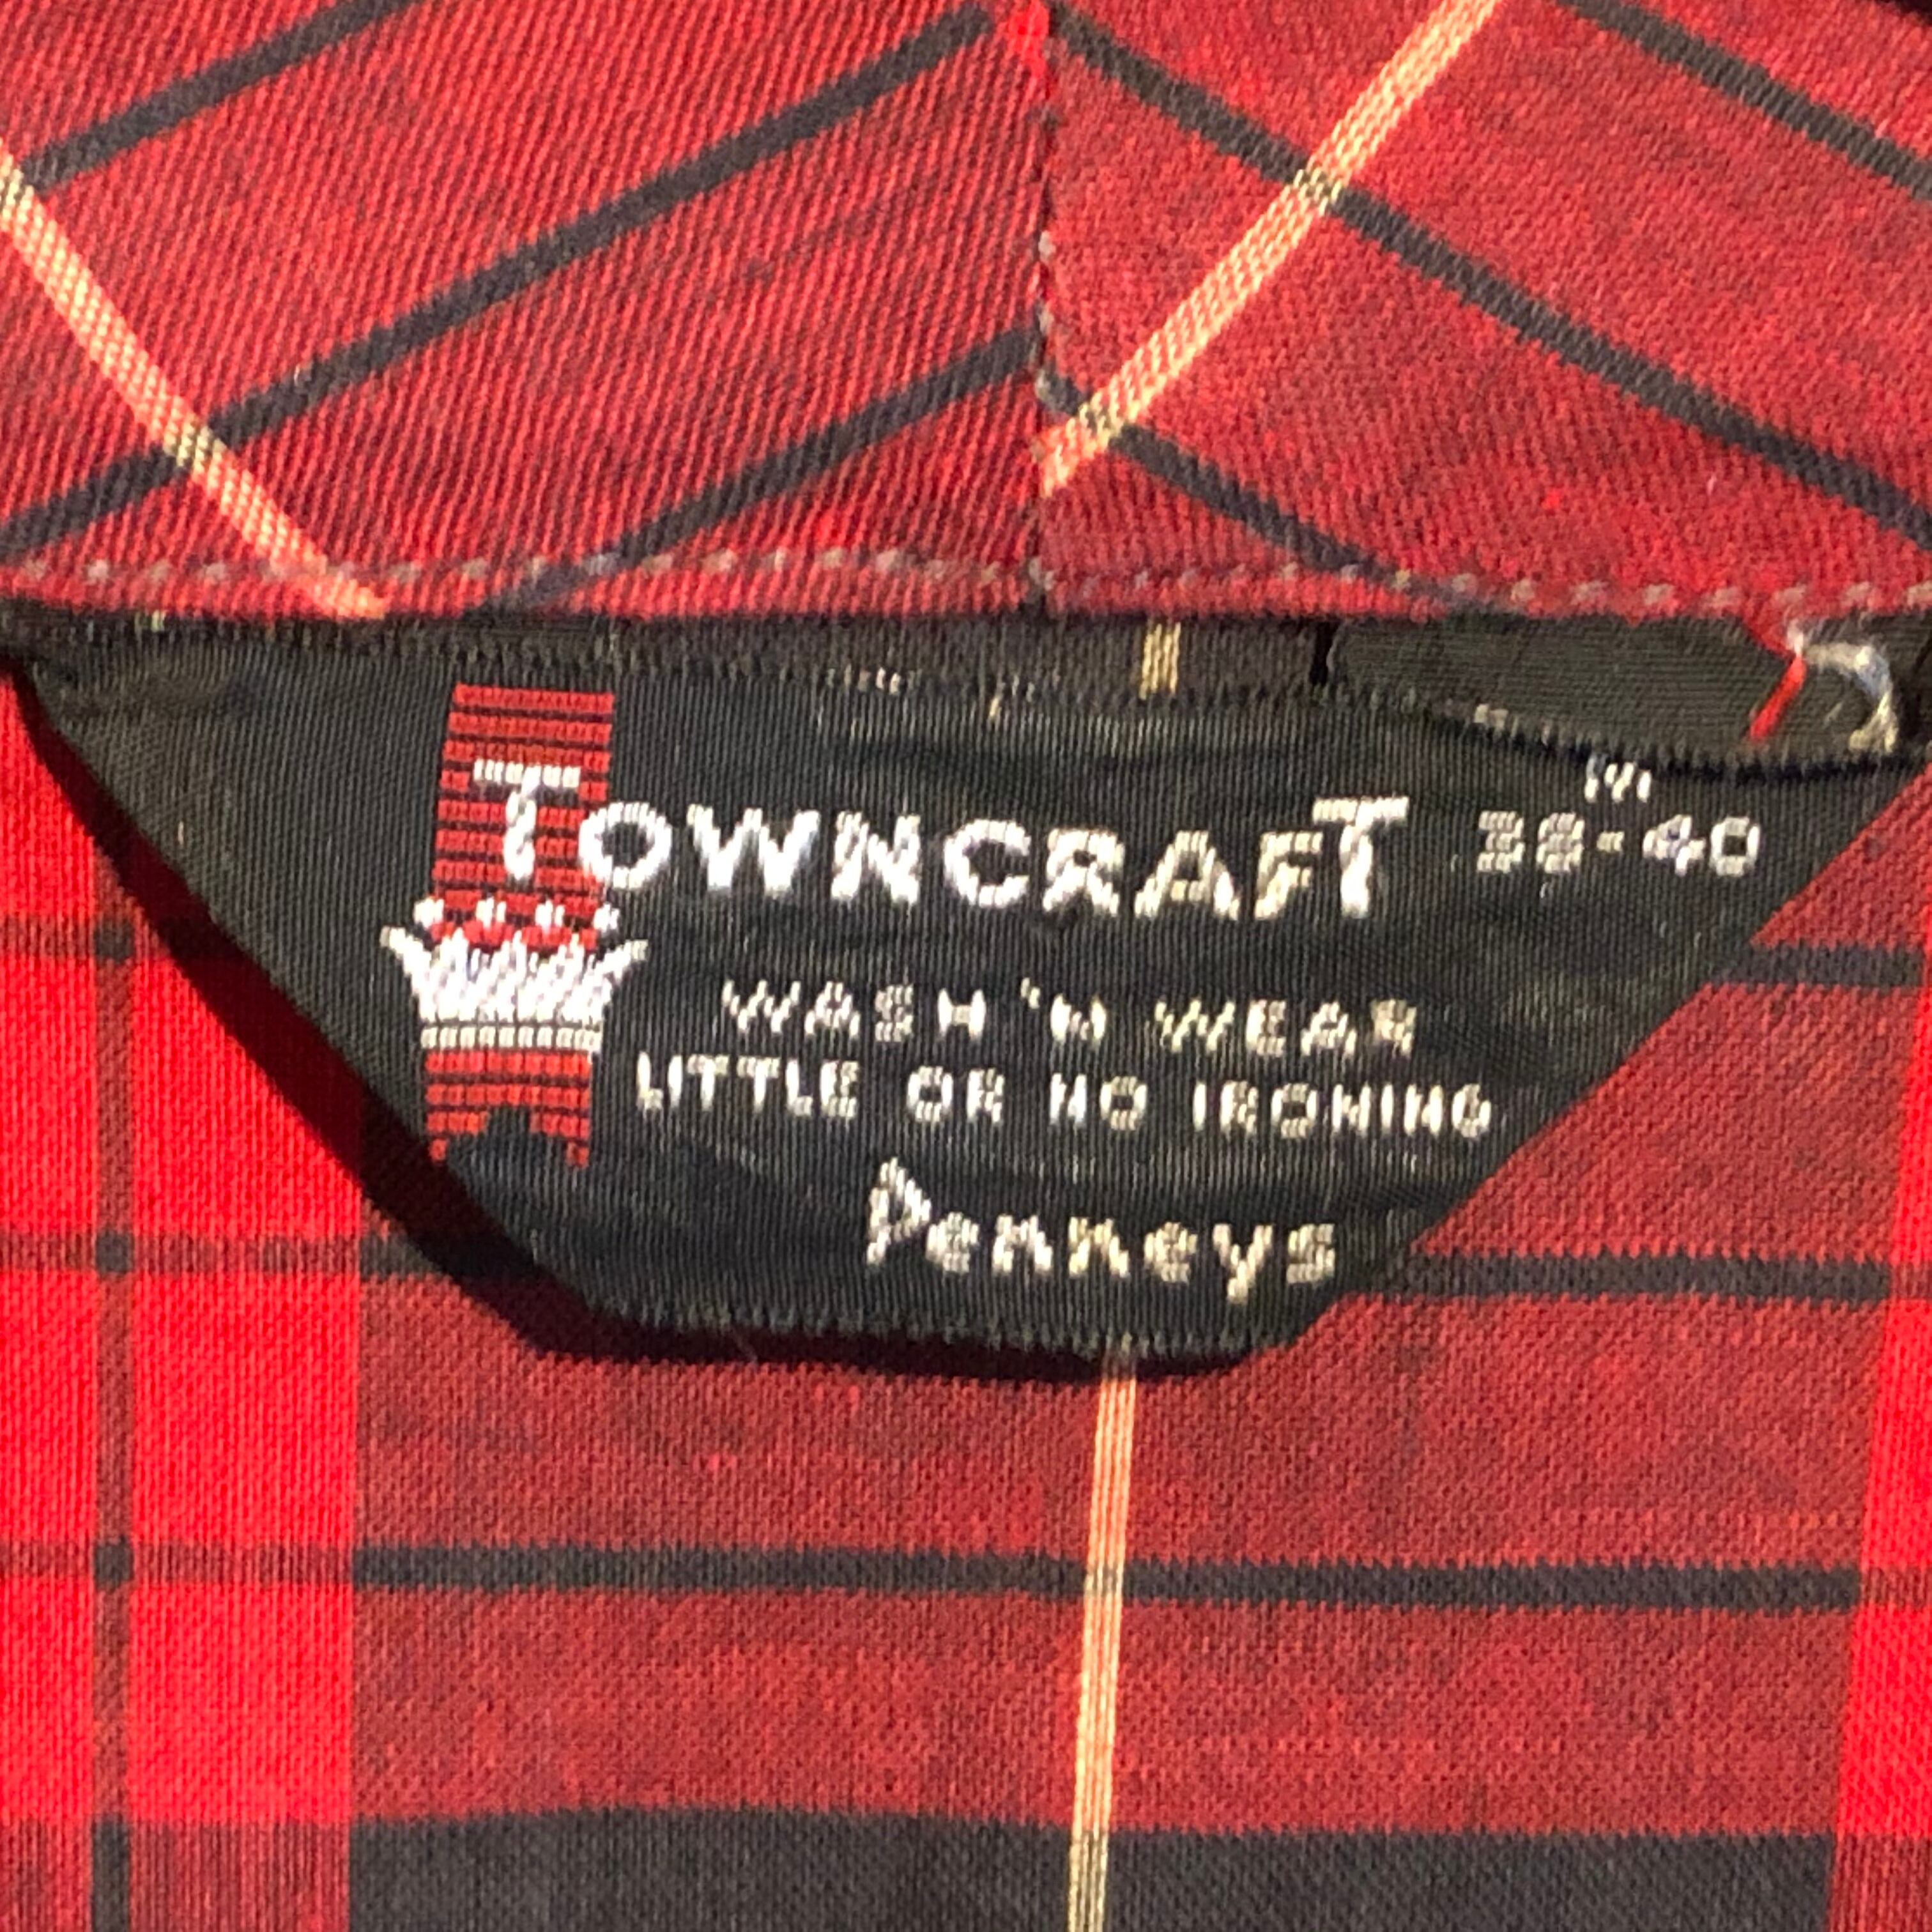 M
TOWNCRAFT 38-40
WASH 'N WEAR
LITTLE OR NO IRONING
Penneys